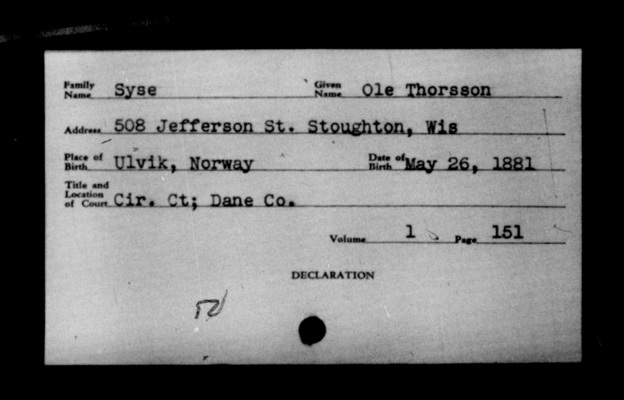 Family Name Syse Given Name Ole Thorsson
Address 508 Jefferson St. Stoughton, Wis
Place of Birth Ulvik, Norway Date of Birth May 26, 1881
Title and Location of Court Cir. Ct; Dane Co.
Volume 1 Page 151
DECLARATION